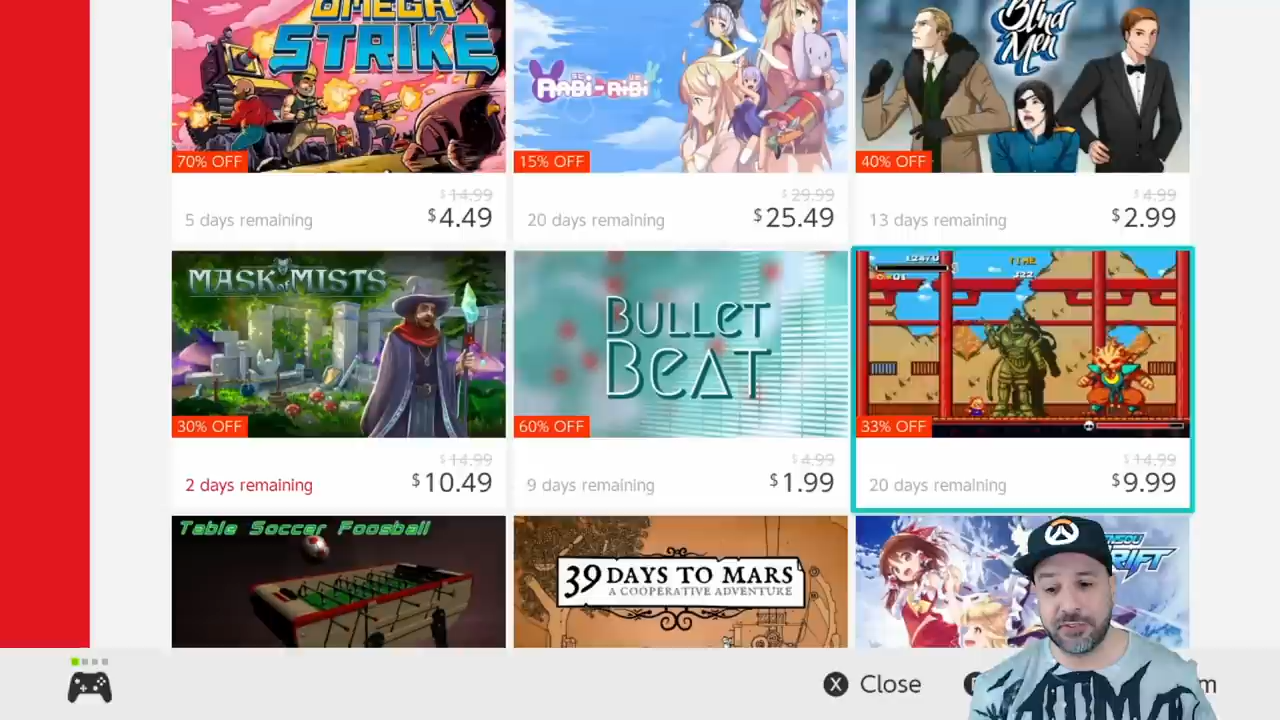 OMEGA
STRIKE
70% OFF
$14.99
5 days remaining
$4.49
RABI-RIBI
15% OFF
$29.99
20 days remaining
$25.49
Blind
Men
40% OFF
$4.99
13 days remaining
$2.99
MASK of MISTS
30% OFF
$14.99
2 days remaining
$10.49
BULLET
BEAT
60% OFF
$4.99
9 days remaining
$1.99
TIME
33% OFF
$14.99
20 days remaining
$9.99
Table Soccer Foosball
39 DAYS TO MARS
A COOPERATIVE ADVENTURE
X Close